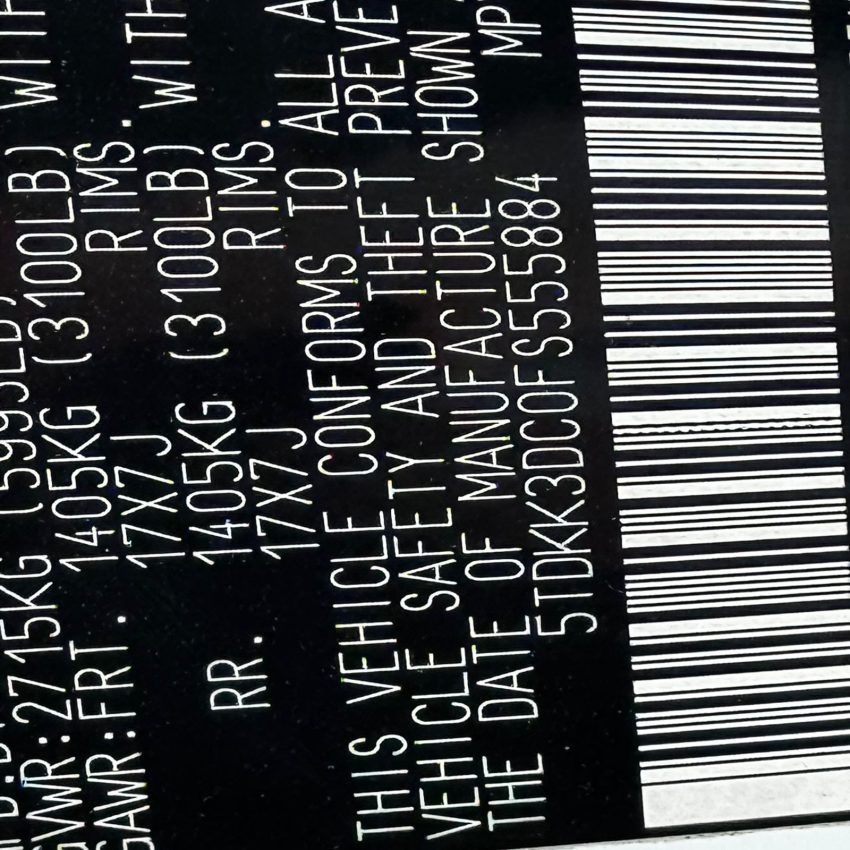 GVWR:2715KG (5995LB)
GAWR:FRT. 1405KG (3100LB) WITH
17X7J RIMS.
RR. 1405KG (3100LB) WITH
17X7J RIMS.
THIS VEHICLE CONFORMS TO ALL
VEHICLE SAFETY AND THEFT PREVE
THE DATE OF MANUFACTURE SHOWN
5TDKK3DC0FS555884 MP